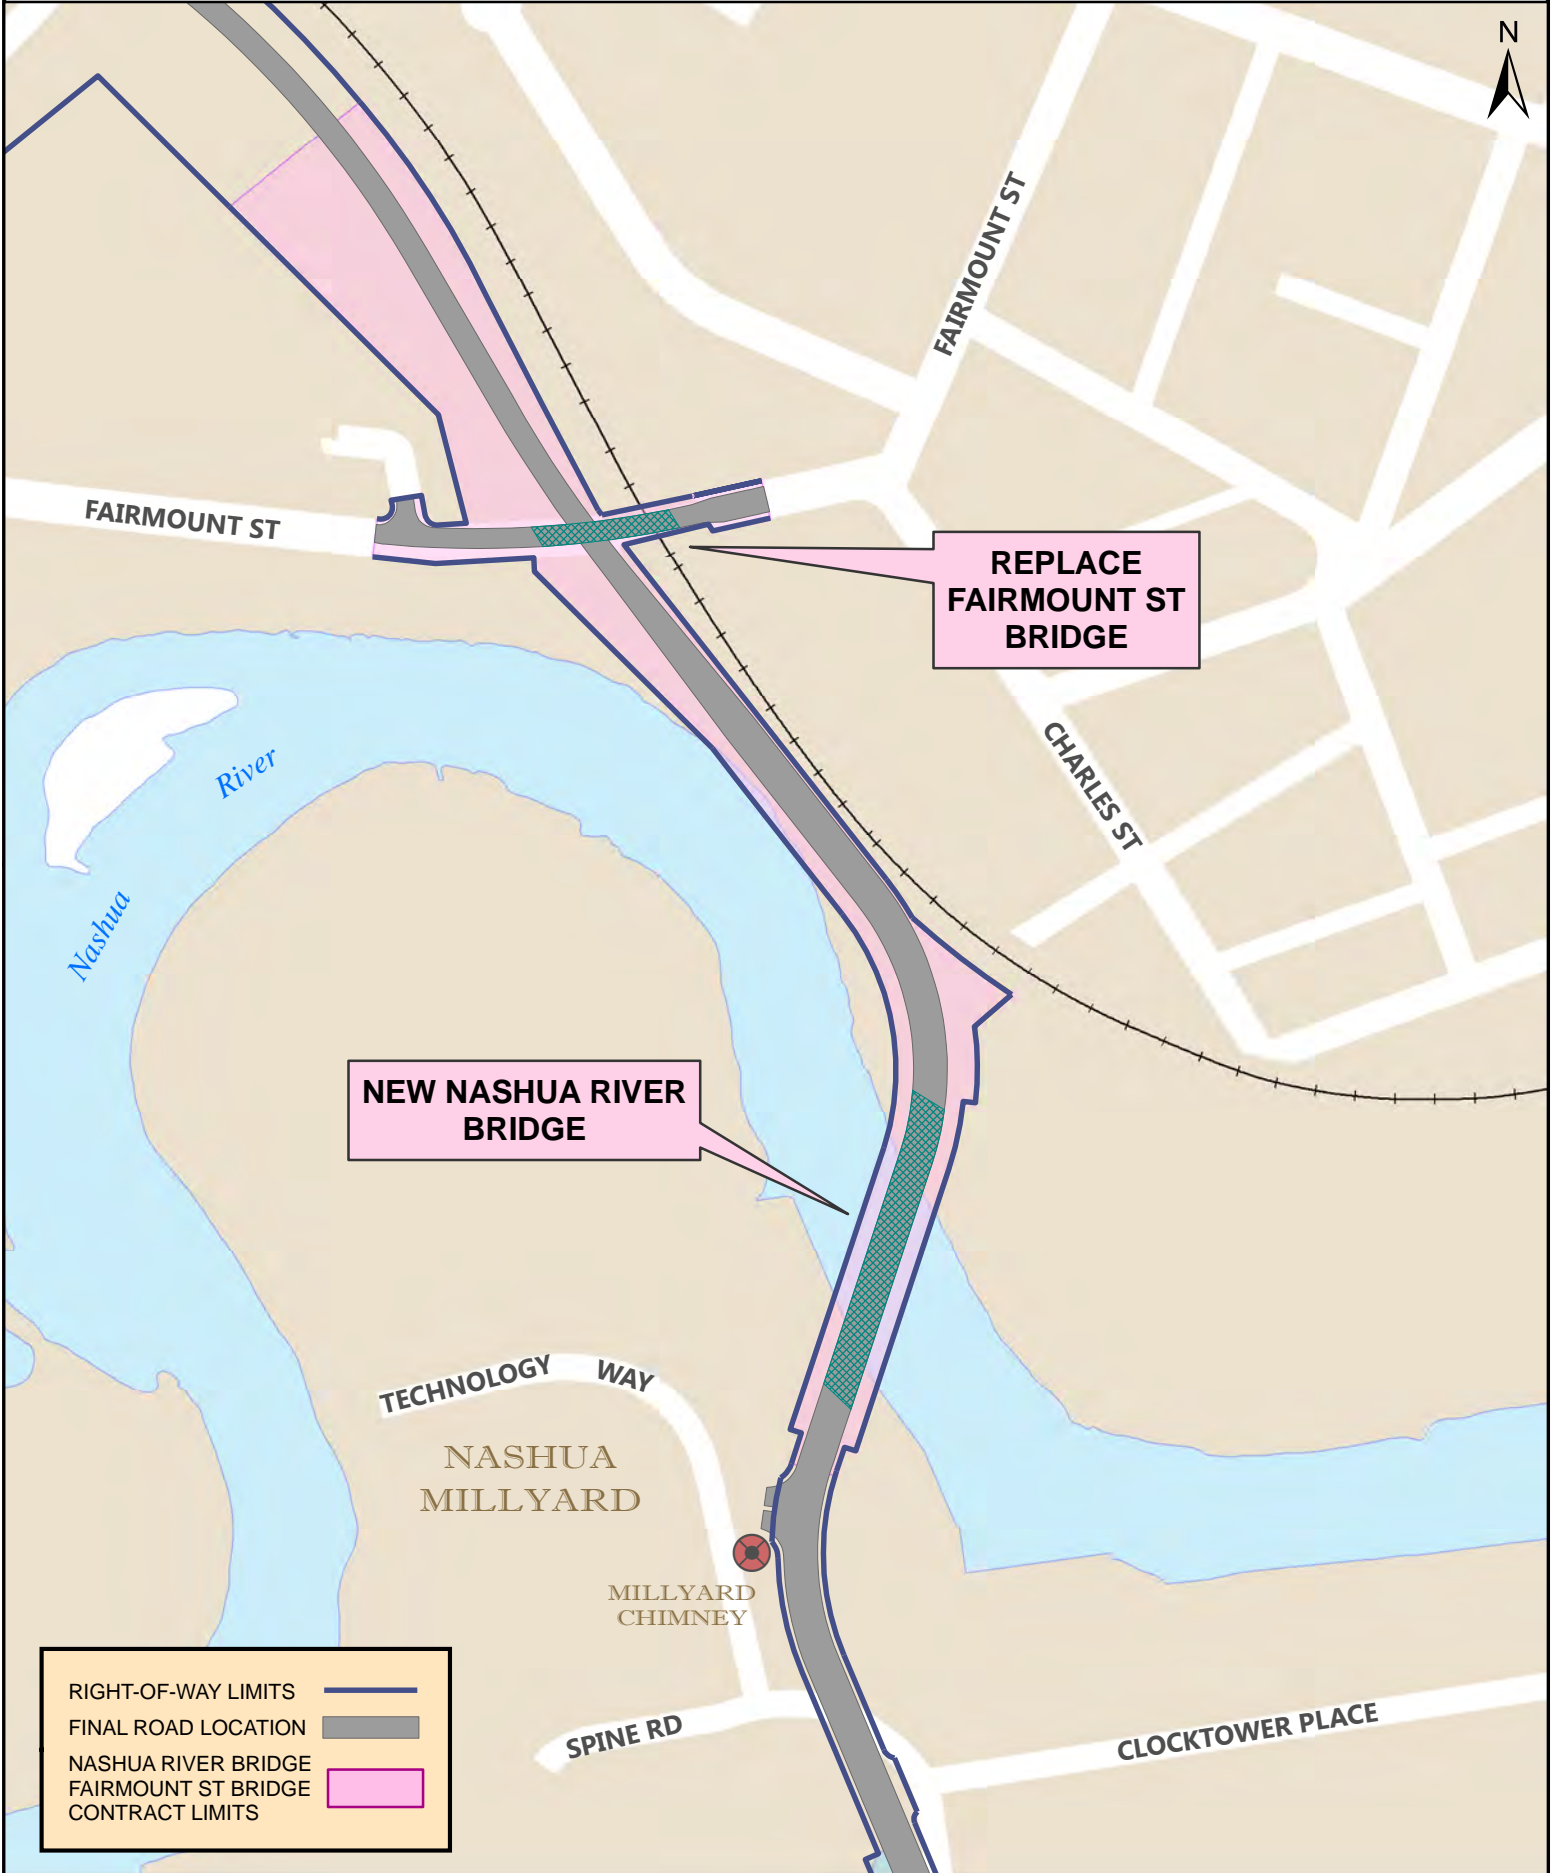 N
FAIRMOUNT ST
FAIRMOUNT ST
REPLACE
FAIRMOUNT ST
BRIDGE
CHARLES ST
River
Nashua
NEW NASHUA RIVER
BRIDGE
TECHNOLOGY WAY
NASHUA
MILLYARD
MILLYARD
CHIMNEY
SPINE RD
CLOCKTOWER PLACE
RIGHT-OF-WAY LIMITS
FINAL ROAD LOCATION
NASHUA RIVER BRIDGE
FAIRMOUNT ST BRIDGE
CONTRACT LIMITS